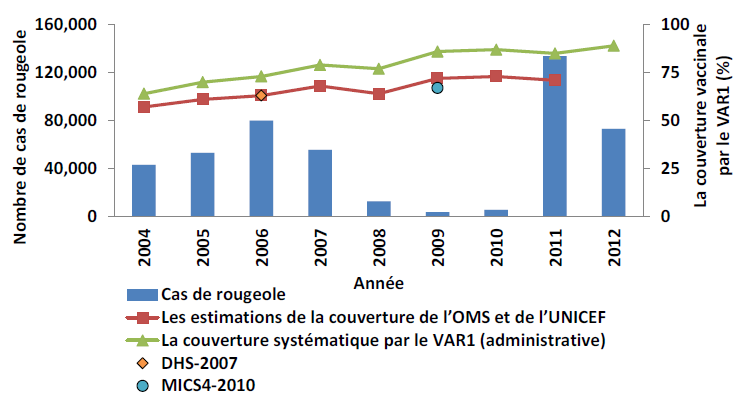 160,000
120,000
80,000
40,000
0
Nombre de cas de rougeole
100
75
50
25
0
La couverture vaccinale
par le VAR1 (%)
2004 2005 2006 2007 2008 2009 2010 2011 2012
Année
Cas de rougeole
Les estimations de la couverture de l’OMS et de l’UNICEF
La couverture systématique par le VAR1 (administrative)
DHS-2007
MICS4-2010